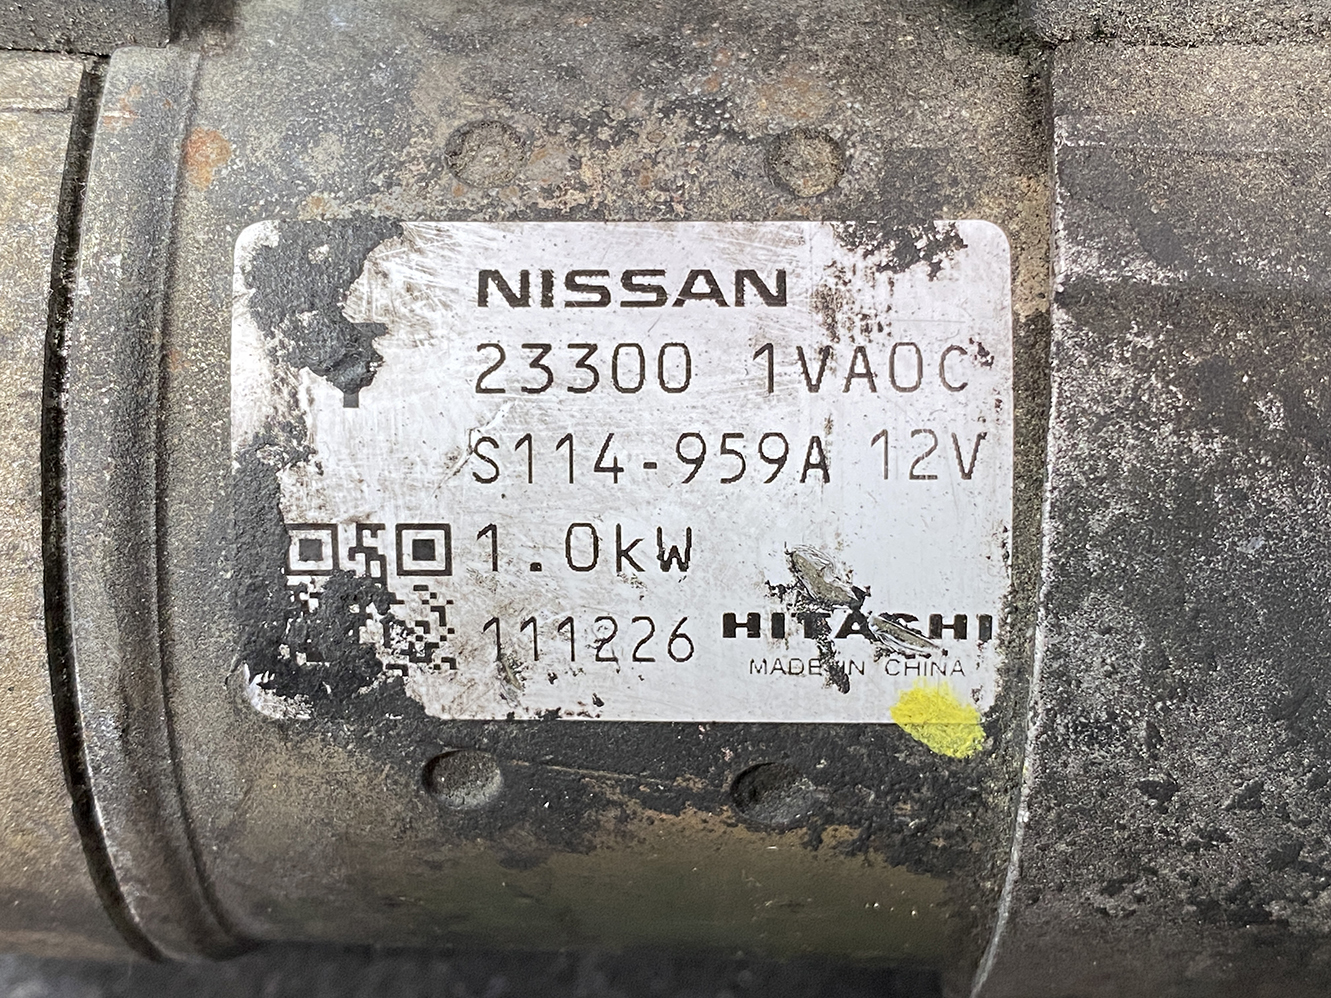 NISSAN
23300 1VA0C
S114-959A 12V
1.0kW
111226 HITACHI
MADE IN CHINA